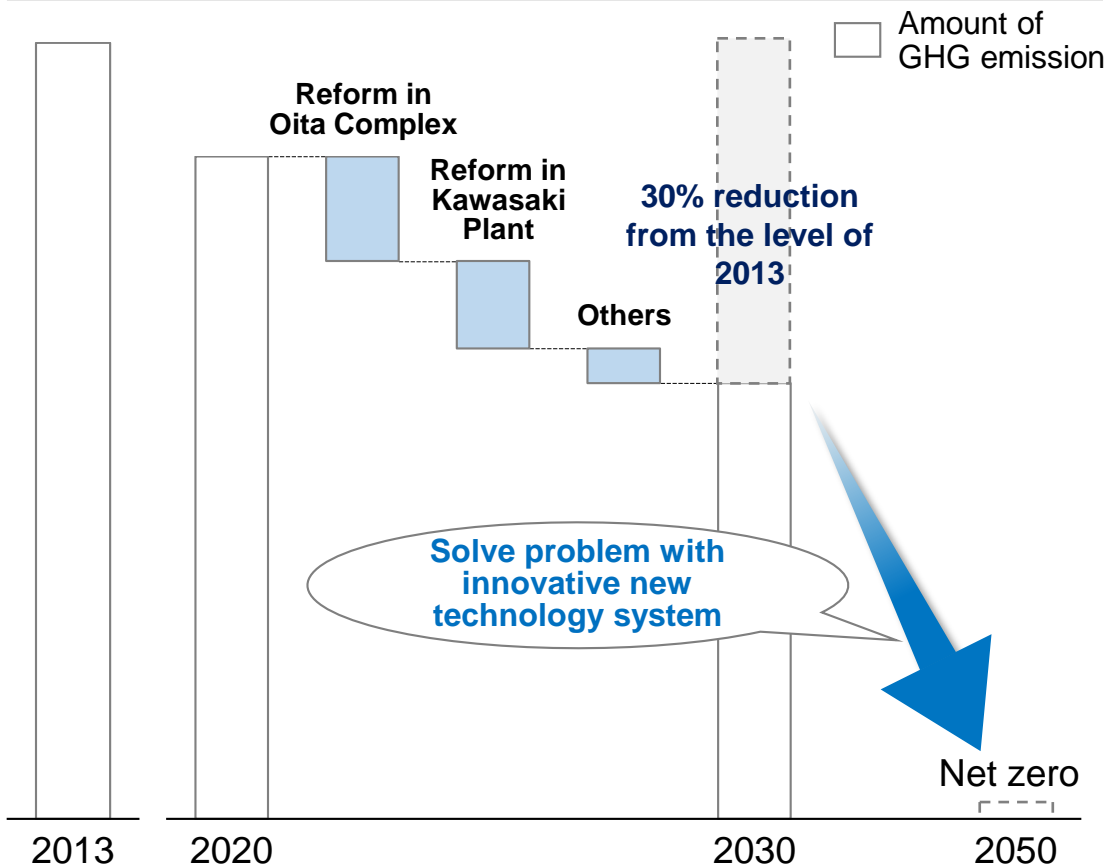 Amount of
GHG emission
Reform in
Oita Complex
Reform in
Kawasaki
Plant
30% reduction
from the level of
2013
Others
Solve problem with
innovative new
technology system
Net zero
2013
2020
2030
2050